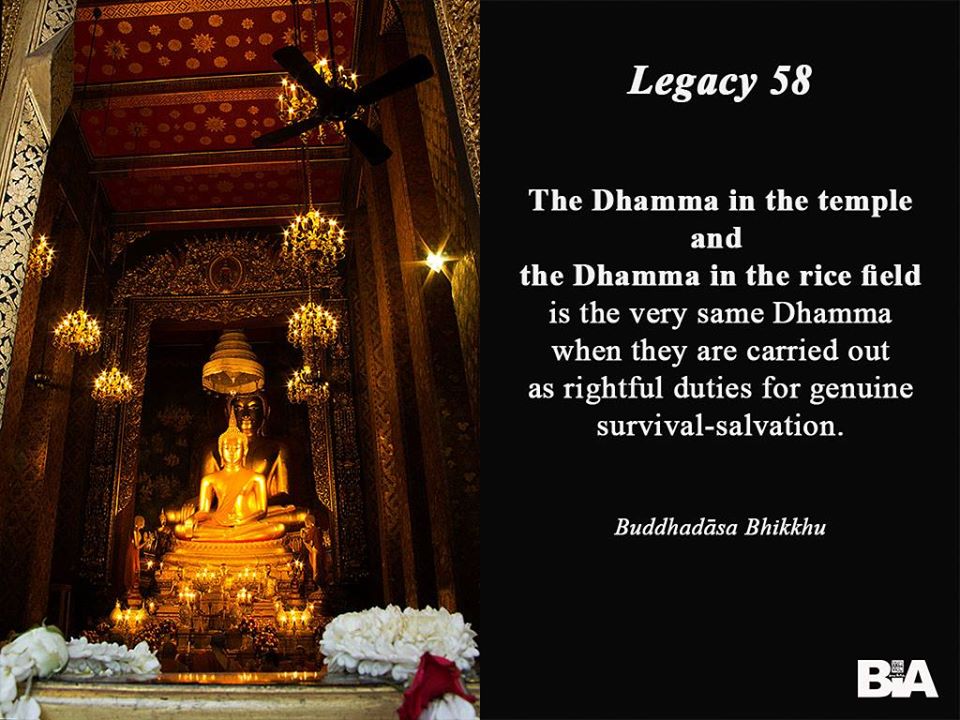 Legacy 58
The Dhamma in the temple
and
the Dhamma in the rice field
is the very same Dhamma
when they are carried out
as rightful duties for genuine
survival-salvation.
Buddhadāsa Bhikkhu
BiA